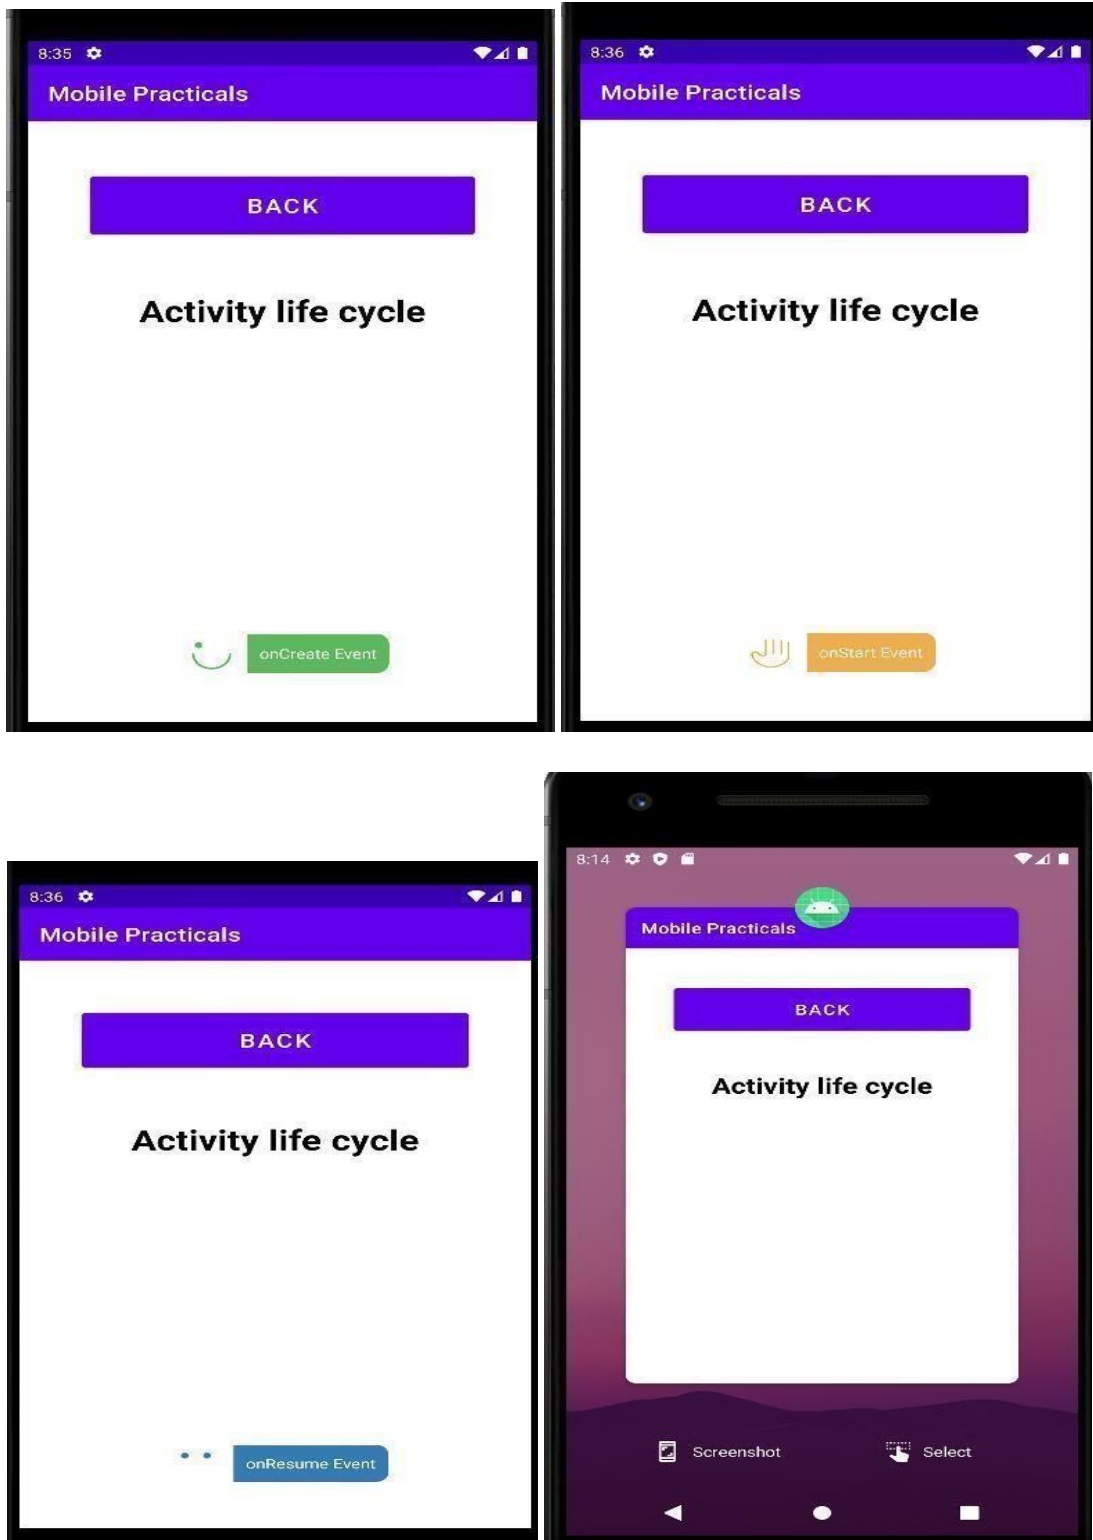 8:35
Mobile Practicals
BACK
Activity life cycle
onCreate Event
8:36
Mobile Practicals
BACK
Activity life cycle
onStart Event
8:36
Mobile Practicals
BACK
Activity life cycle
onResume Event
8:14
Mobile Practicals
BACK
Activity life cycle
Screenshot
Select